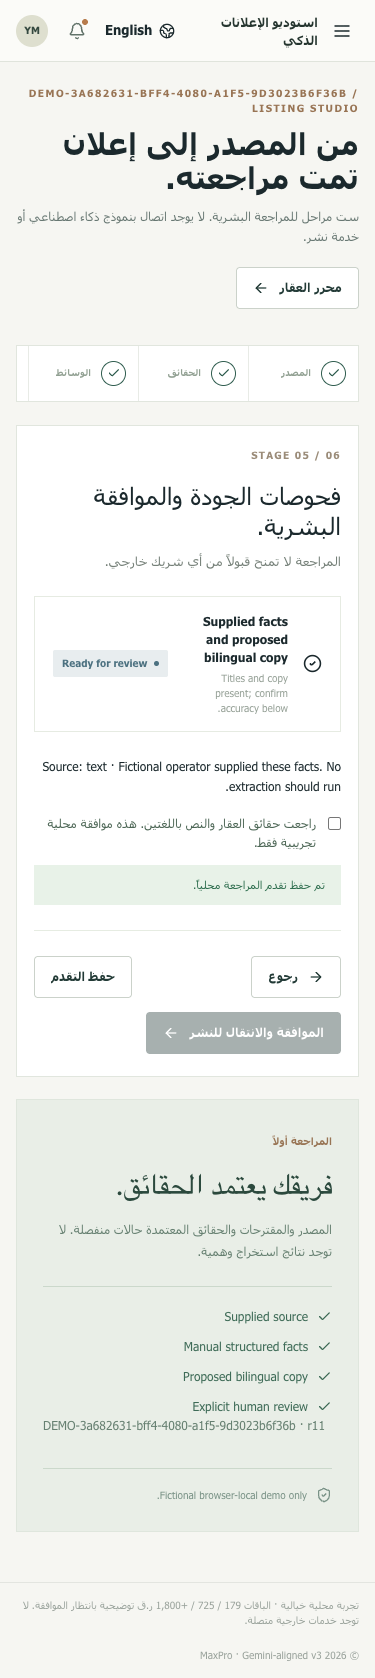 استوديو الإعلانات
الذكي
English
YM
DEMO-3A682631-BFF4-4080-A1F5-9D3023B6F36B /
LISTING STUDIO
من المصدر إلى إعلان
تمت مراجعته.
ست مراحل للمراجعة البشرية. لا يوجد اتصال بنموذج ذكاء اصطناعي أو
خدمة نشر.
محرر العقار
المصدر
الحقائق
الوسائط
STAGE 05 / 06
فحوصات الجودة والموافقة
البشرية.
المراجعة لا تمنح قبولاً من أي شريك خارجي.
Supplied facts
and proposed
bilingual copy
Titles and copy
present; confirm
.accuracy below
Ready for review
Source: text · Fictional operator supplied these facts. No
.extraction should run
راجعت حقائق العقار والنص باللغتين. هذه موافقة محلية
تجريبية فقط.
تم حفظ تقدم المراجعة محلياً.
رجوع
حفظ التقدم
الموافقة والانتقال للنشر
المراجعة أولاً
فريقك يعتمد الحقائق.
المصدر والمقترحات والحقائق المعتمدة حالات منفصلة. لا
توجد نتائج استخراج وهمية.
Supplied source
Manual structured facts
Proposed bilingual copy
Explicit human review
DEMO-3a682631-bff4-4080-a1f5-9d3023b6f36b · r11
.Fictional browser-local demo only
تجربة محلية خيالية · الباقات 179 / 725 / +1,800 ر.ق توضيحية بانتظار الموافقة. لا
توجد خدمات خارجية متصلة.
MaxPro · Gemini-aligned v3 2026 ©